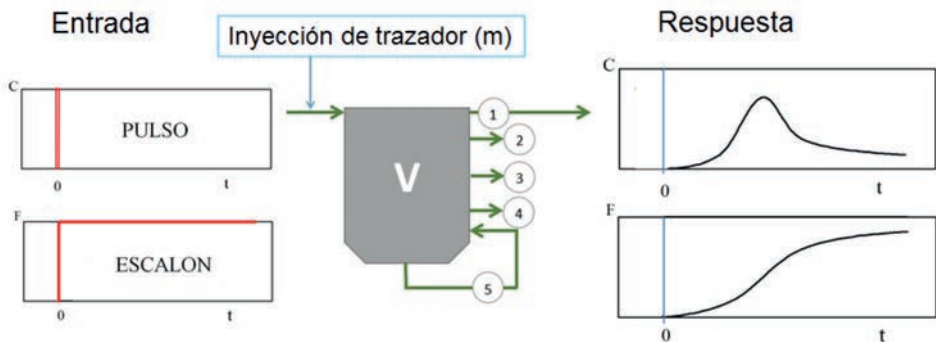 Entrada
Respuesta
Inyección de trazador (m)
C
PULSO
0
t
F
ESCALON
0
t
V
1
2
3
4
5
C
0
t
F
0
t